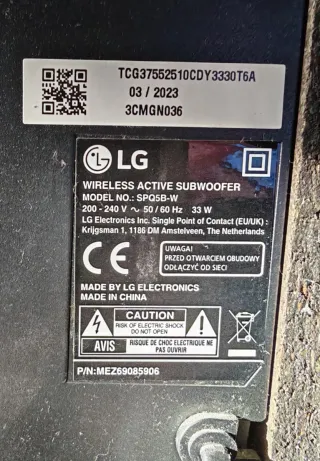 TCG37552510CDY3330T6A
03 / 2023
3CMGN036
LG
WIRELESS ACTIVE SUBWOOFER
MODEL NO.: SPQ5B-W
200 - 240 V ~ 50 / 60 Hz 33 W
LG Electronics Inc. Single Point of Contact (EU/UK) :
Krijgsman 1, 1186 DM Amstelveen, The Netherlands
CE
UWAGA!
PRZED OTWARCIEM OBUDOWY
ODŁĄCZYĆ OD SIECI
MADE BY LG ELECTRONICS
MADE IN CHINA
CAUTION
RISK OF ELECTRIC SHOCK
DO NOT OPEN
AVIS
RISQUE DE CHOC ELECTRIQUE NE
PAS OUVRIR
P/N:MEZ69085906